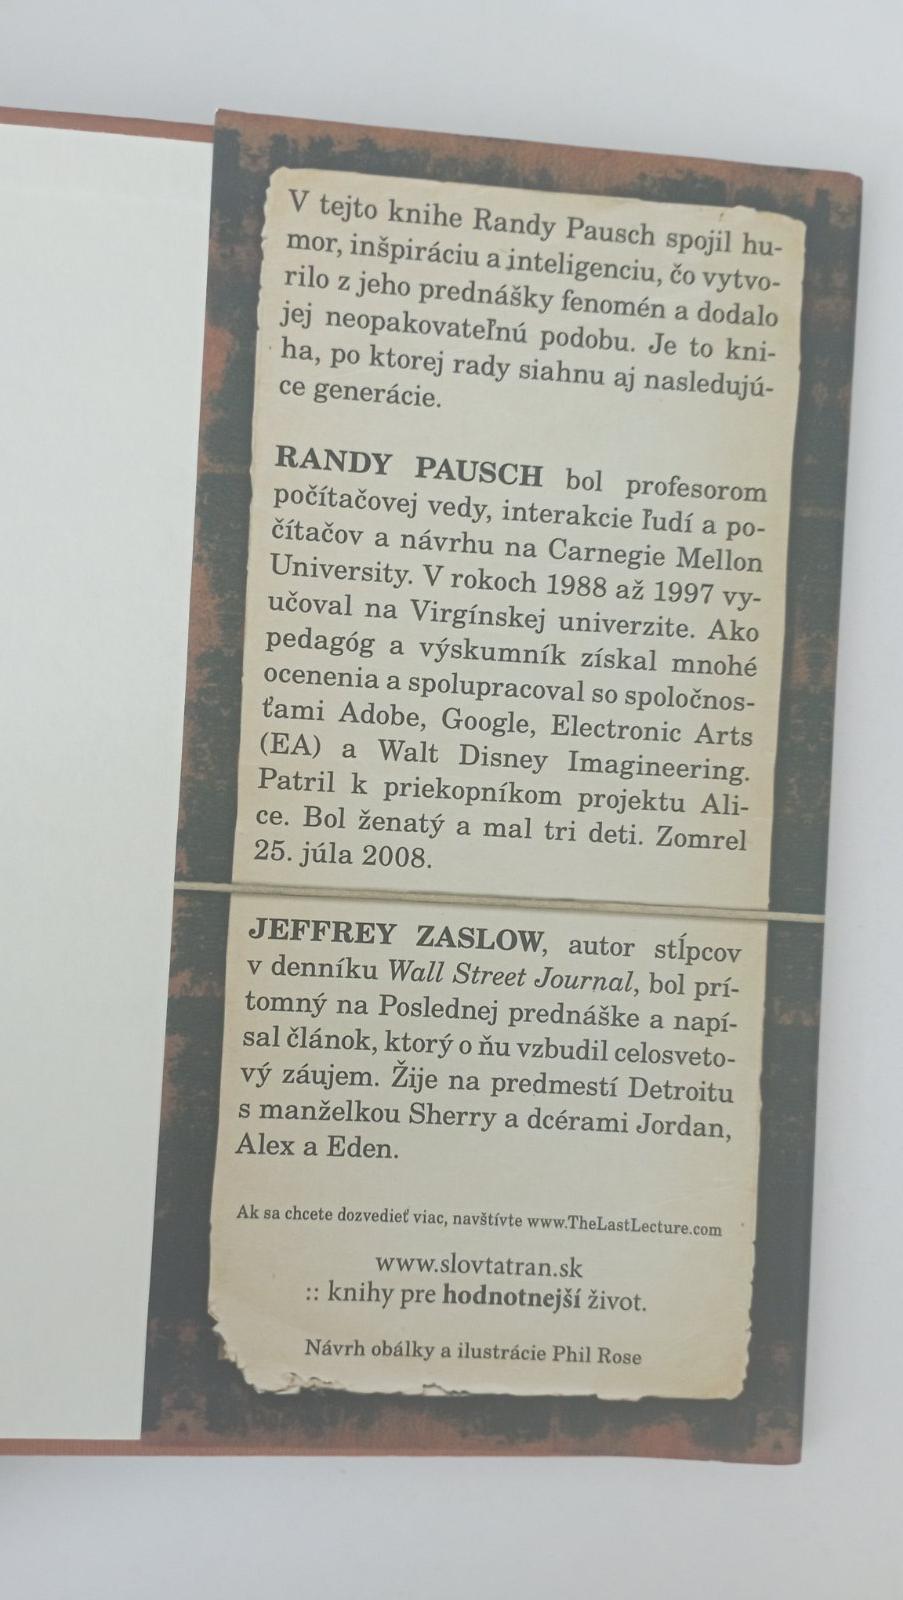 V tejto knihe Randy Pausch spojil hu-
mor, inšpiráciu a inteligenciu, čo vytvo-
rilo z jeho prednášky fenomén a dodalo
jej neopakovateľnú podobu. Je to kni-
ha, po ktorej rady siahnu aj nasledujú-
ce generácie.
RANDY PAUSCH bol profesorom
počítačovej vedy, interakcie ľudí a po-
čítačov a návrhu na Carnegie Mellon
University. V rokoch 1988 až 1997 vy-
učoval na Virgínskej univerzite. Ako
pedagóg a výskumník získal mnohé
ocenenia a spolupracoval so spoločnos-
ťami Adobe, Google, Electronic Arts
(EA) a Walt Disney Imagineering.
Patril k priekopníkom projektu Ali-
ce. Bol ženatý a mal tri deti. Zomrel
25. júla 2008.
JEFFREY ZASLOW, autor stĺpcov
v denníku Wall Street Journal, bol prí-
tomný na Poslednej prednáške a napí-
sal článok, ktorý o ňu vzbudil celosveto-
vý záujem. Žije na predmestí Detroitu
s manželkou Sherry a dcérami Jordan,
Alex a Eden.
Ak sa chcete dozvedieť viac, navštívte www.TheLastLecture.com
www.slovtatran.sk
:: knihy pre hodnotnejší život.
Návrh obálky a ilustrácie Phil Rose